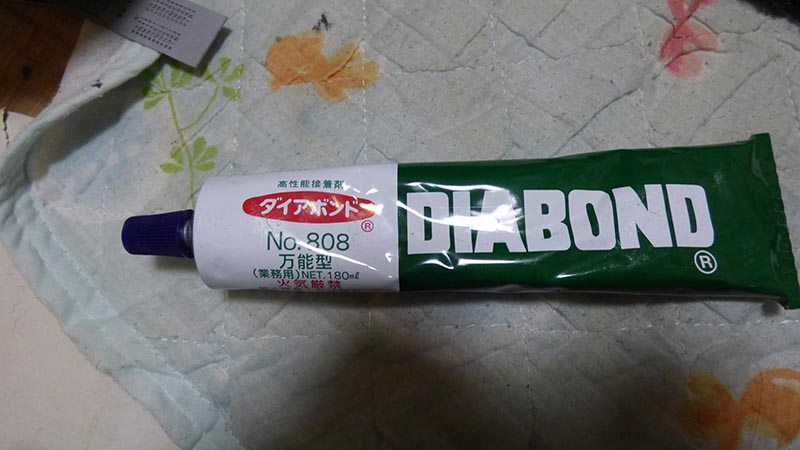 高性能接着剤
ダイアボンド
®
No.808
万能型
(業務用)NET.180mℓ
火気厳禁
DIABOND
®